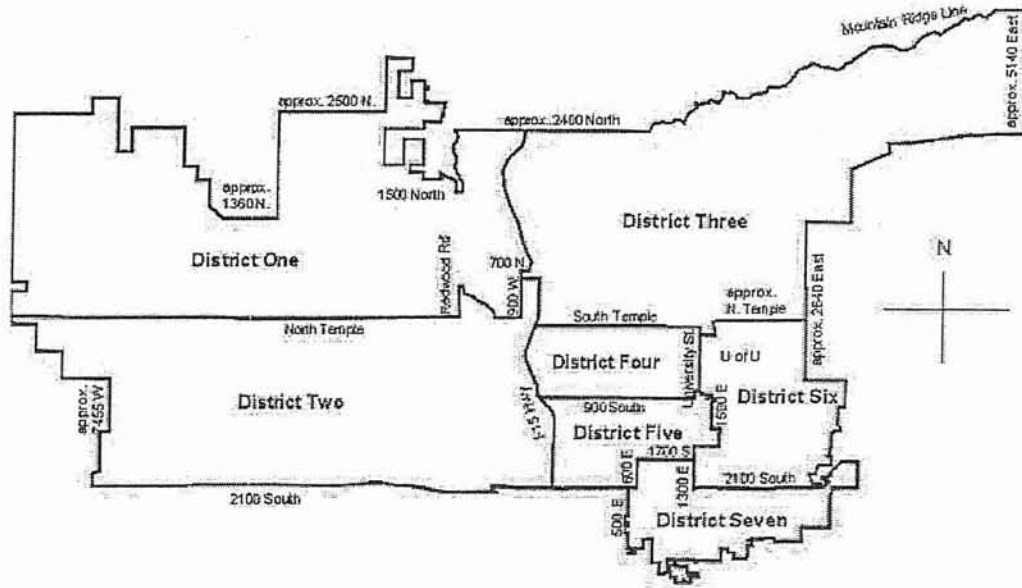 Mountain Ridge Line
approx. 5140 East
approx. 2500 N.
approx. 2400 North
approx.
1360 N.
1500 North
District Three
N
District One
Redwood Rd
700 N.
900 W.
approx.
N. Temple
approx. 2640 East
North Temple
South Temple
University St
U of U
District Four
approx.
7455 W
District Two
District Six
900 South
1500 E
District Five
1700 S
600 E
1300 E
2100 South
2100 South
500 E
District Seven